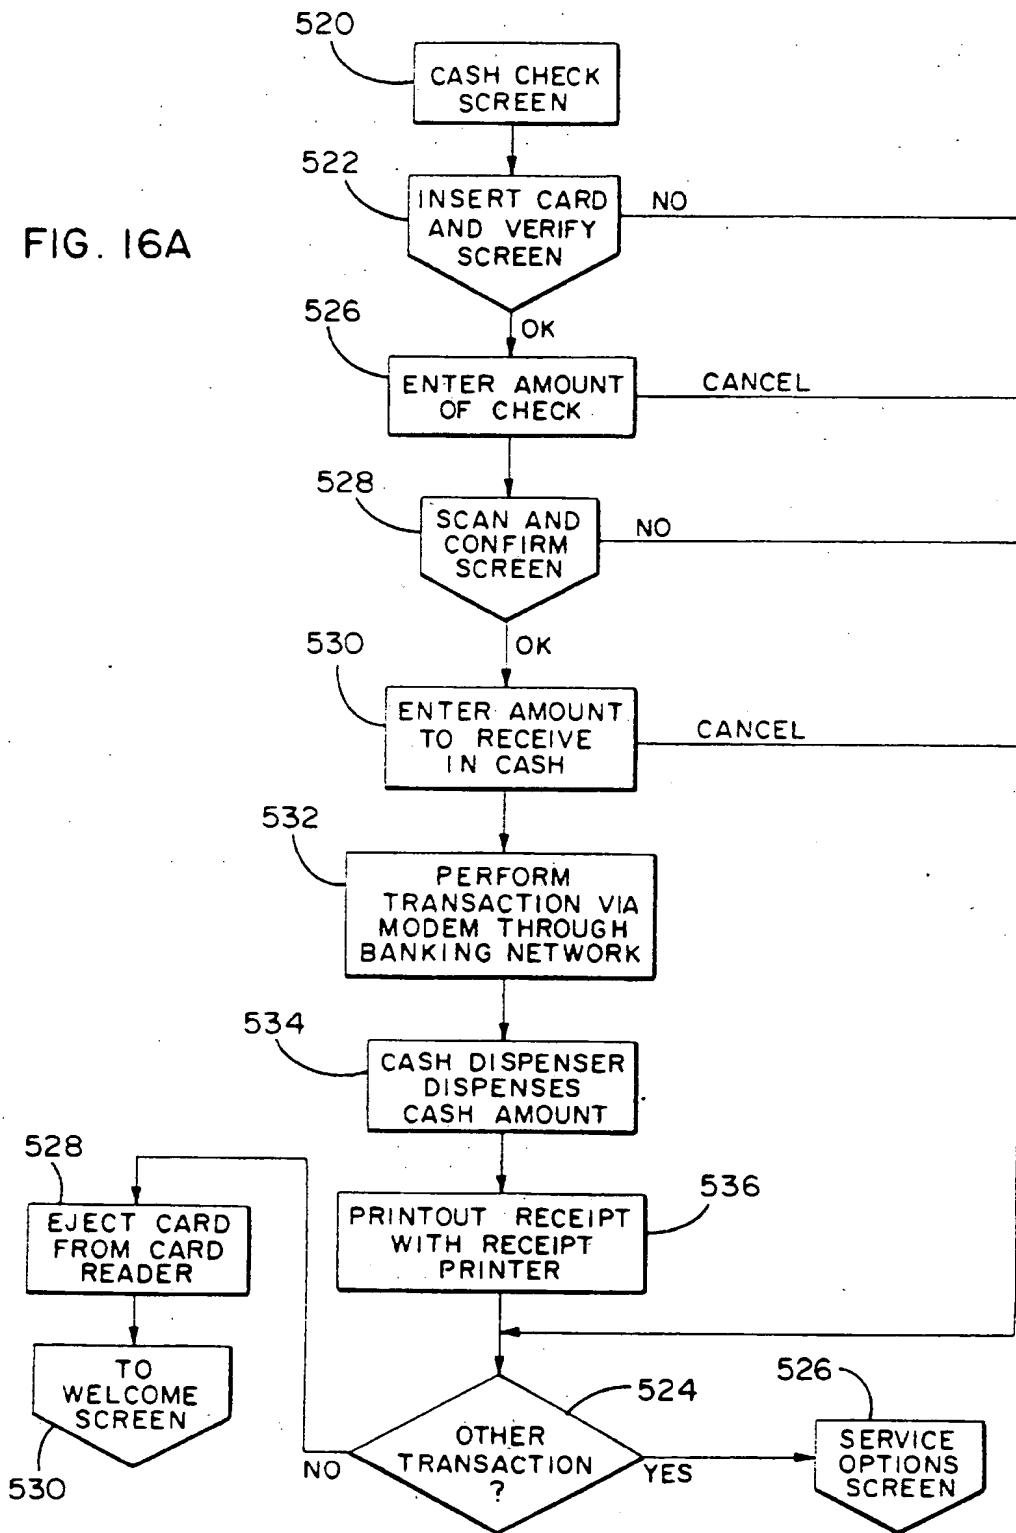 520
CASH CHECK
SCREEN
522
INSERT CARD
AND VERIFY
SCREEN
NO
FIG. 16A
526
OK
ENTER AMOUNT
OF CHECK
CANCEL
528
SCAN AND
CONFIRM
SCREEN
NO
530
OK
ENTER AMOUNT
TO RECEIVE
IN CASH
CANCEL
532
PERFORM
TRANSACTION VIA
MODEM THROUGH
BANKING NETWORK
534
CASH DISPENSER
DISPENSES
CASH AMOUNT
528
EJECT CARD
FROM CARD
READER
PRINTOUT RECEIPT
WITH RECEIPT
PRINTER
536
TO
WELCOME
SCREEN
530
524
OTHER
TRANSACTION
?
NO
YES
526
SERVICE
OPTIONS
SCREEN